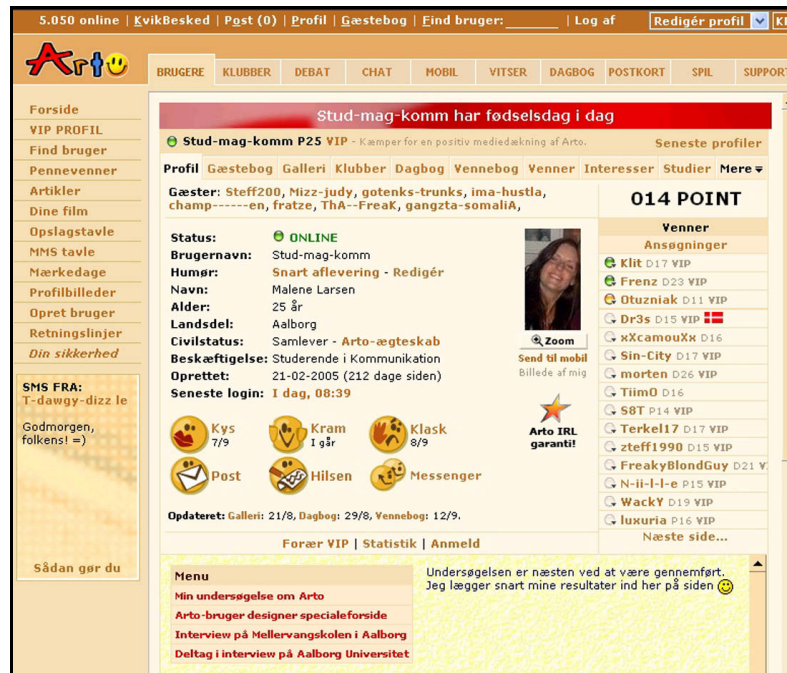 5.050 online | KvikBesked | Post (0) | Profil | Gæstebog | Find bruger: | Log af Redigér profil
Arto
BRUGERE KLUBBER DEBAT CHAT MOBIL VITSER DAGBOG POSTKORT SPIL SUPPORT
Forside
VIP PROFIL
Find bruger
Pennevenner
Artikler
Dine film
Opslagstavle
MMS tavle
Mærkedage
Profilbilleder
Opret bruger
Retningslinjer
Din sikkerhed
SMS FRA:
T-dawgy-dizz le
Godmorgen,
folkens! =)
Sådan gør du
Stud-mag-komm har fødselsdag i dag
Stud-mag-komm P25 VIP - Kæmper for en positiv mediedækning af Arto. Seneste profiler
Profil Gæstebog Galleri Klubber Dagbog Vennebog Venner Interesser Studier Mere
Gæster: Steff200, Mizz-judy, gotenks-trunks, ima-hustla,
champ------en, fratze, ThA--FreaK, gangzta-somaliA,
Status: ONLINE
Brugernavn: Stud-mag-komm
Humør: Snart aflevering - Redigér
Navn: Malene Larsen
Alder: 25 år
Landsdel: Aalborg
Civilstatus: Samlever - Arto-ægteskab
Beskæftigelse: Studerende i Kommunikation
Oprettet: 21-02-2005 (212 dage siden)
Seneste login: I dag, 08:39
Zoom
Send til mobil
Billede af mig
Kys
7/9
Kram
I går
Klask
8/9
Arto IRL
garanti!
Post Hilsen Messenger
Opdateret: Galleri: 21/8, Dagbog: 29/8, Vennebog: 12/9.
Forær VIP | Statistik | Anmeld
014 POINT
Venner
Ansøgninger
Klit D17 VIP
Frenz D23 VIP
Otuzniak D11 VIP
Dr3s D15 VIP
xXcamouXx D16
Sin-City D17 VIP
morten D26 VIP
TiimO D16
S8T P14 VIP
Terkel17 D17 VIP
zteff1990 D15 VIP
FreakyBlondGuy D21 V
N-ii-l-l-e P15 VIP
WackY D19 VIP
luxuria P16 VIP
Næste side...
Menu
Min undersøgelse om Arto
Arto-bruger designer specialeforside
Interview på Mellervangskolen i Aalborg
Deltag i interview på Aalborg Universitet
Undersøgelsen er næsten ved at være gennemført.
Jeg lægger snart mine resultater ind her på siden